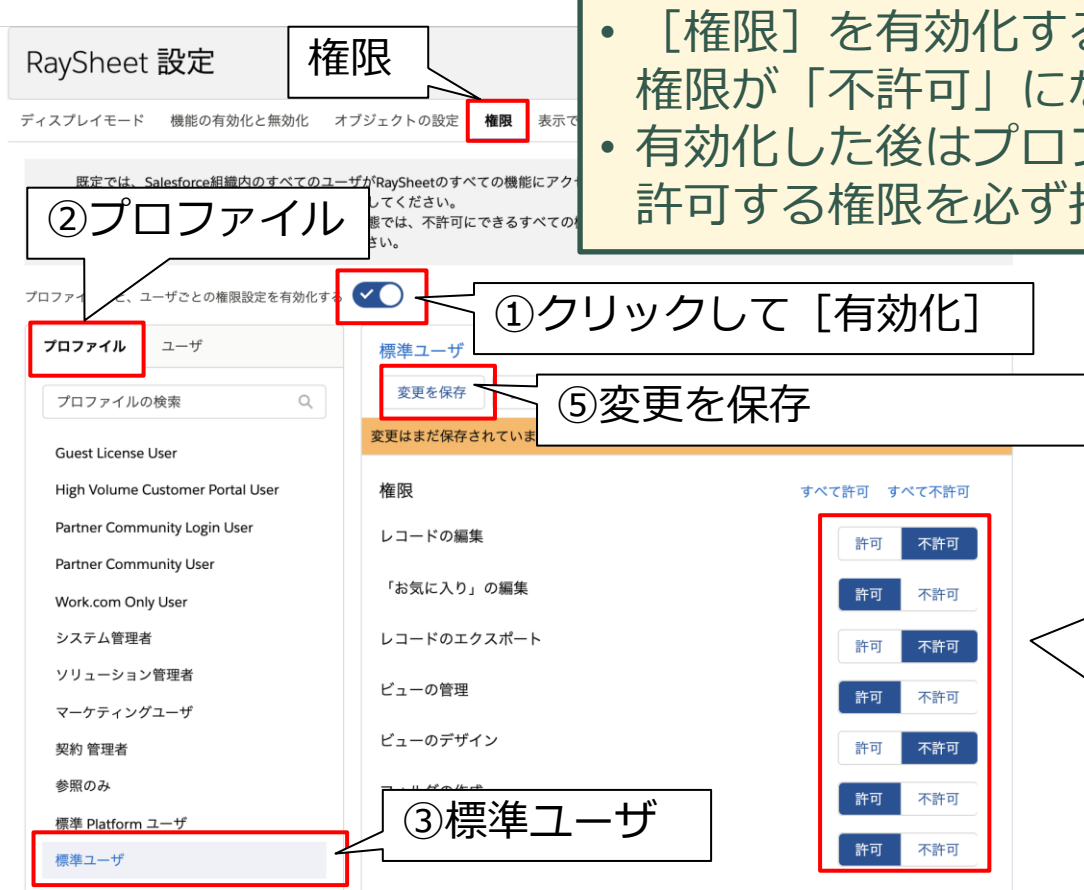 RaySheet 設定
権限
• ［権限］を有効化する
権限が「不許可」にな
• 有効化した後はプロフ
許可する権限を必ず
ディスプレイモード 機能の有効化と無効化 オブジェクトの設定 権限 表示で
既定では、Salesforce組織内のすべてのユーザがRaySheetのすべての機能にアクセ
してください。
態では、不許可にできるすべての
さい。
②プロファイル
プロファイ と、ユーザごとの権限設定を有効化する
①クリックして［有効化］
プロファイル ユーザ
プロファイルの検索
Guest License User
High Volume Customer Portal User
Partner Community Login User
Partner Community User
Work.com Only User
システム管理者
ソリューション管理者
マーケティングユーザ
契約 管理者
参照のみ
標準 Platform ユーザ
標準ユーザ
③標準ユーザ
標準ユーザ
変更を保存
⑤変更を保存
変更はまだ保存されていま
権限 すべて許可 すべて不許可
レコードの編集 許可 不許可
「お気に入り」の編集 許可 不許可
レコードのエクスポート 許可 不許可
ビューの管理 許可 不許可
ビューのデザイン 許可 不許可
許可 不許可
許可 不許可